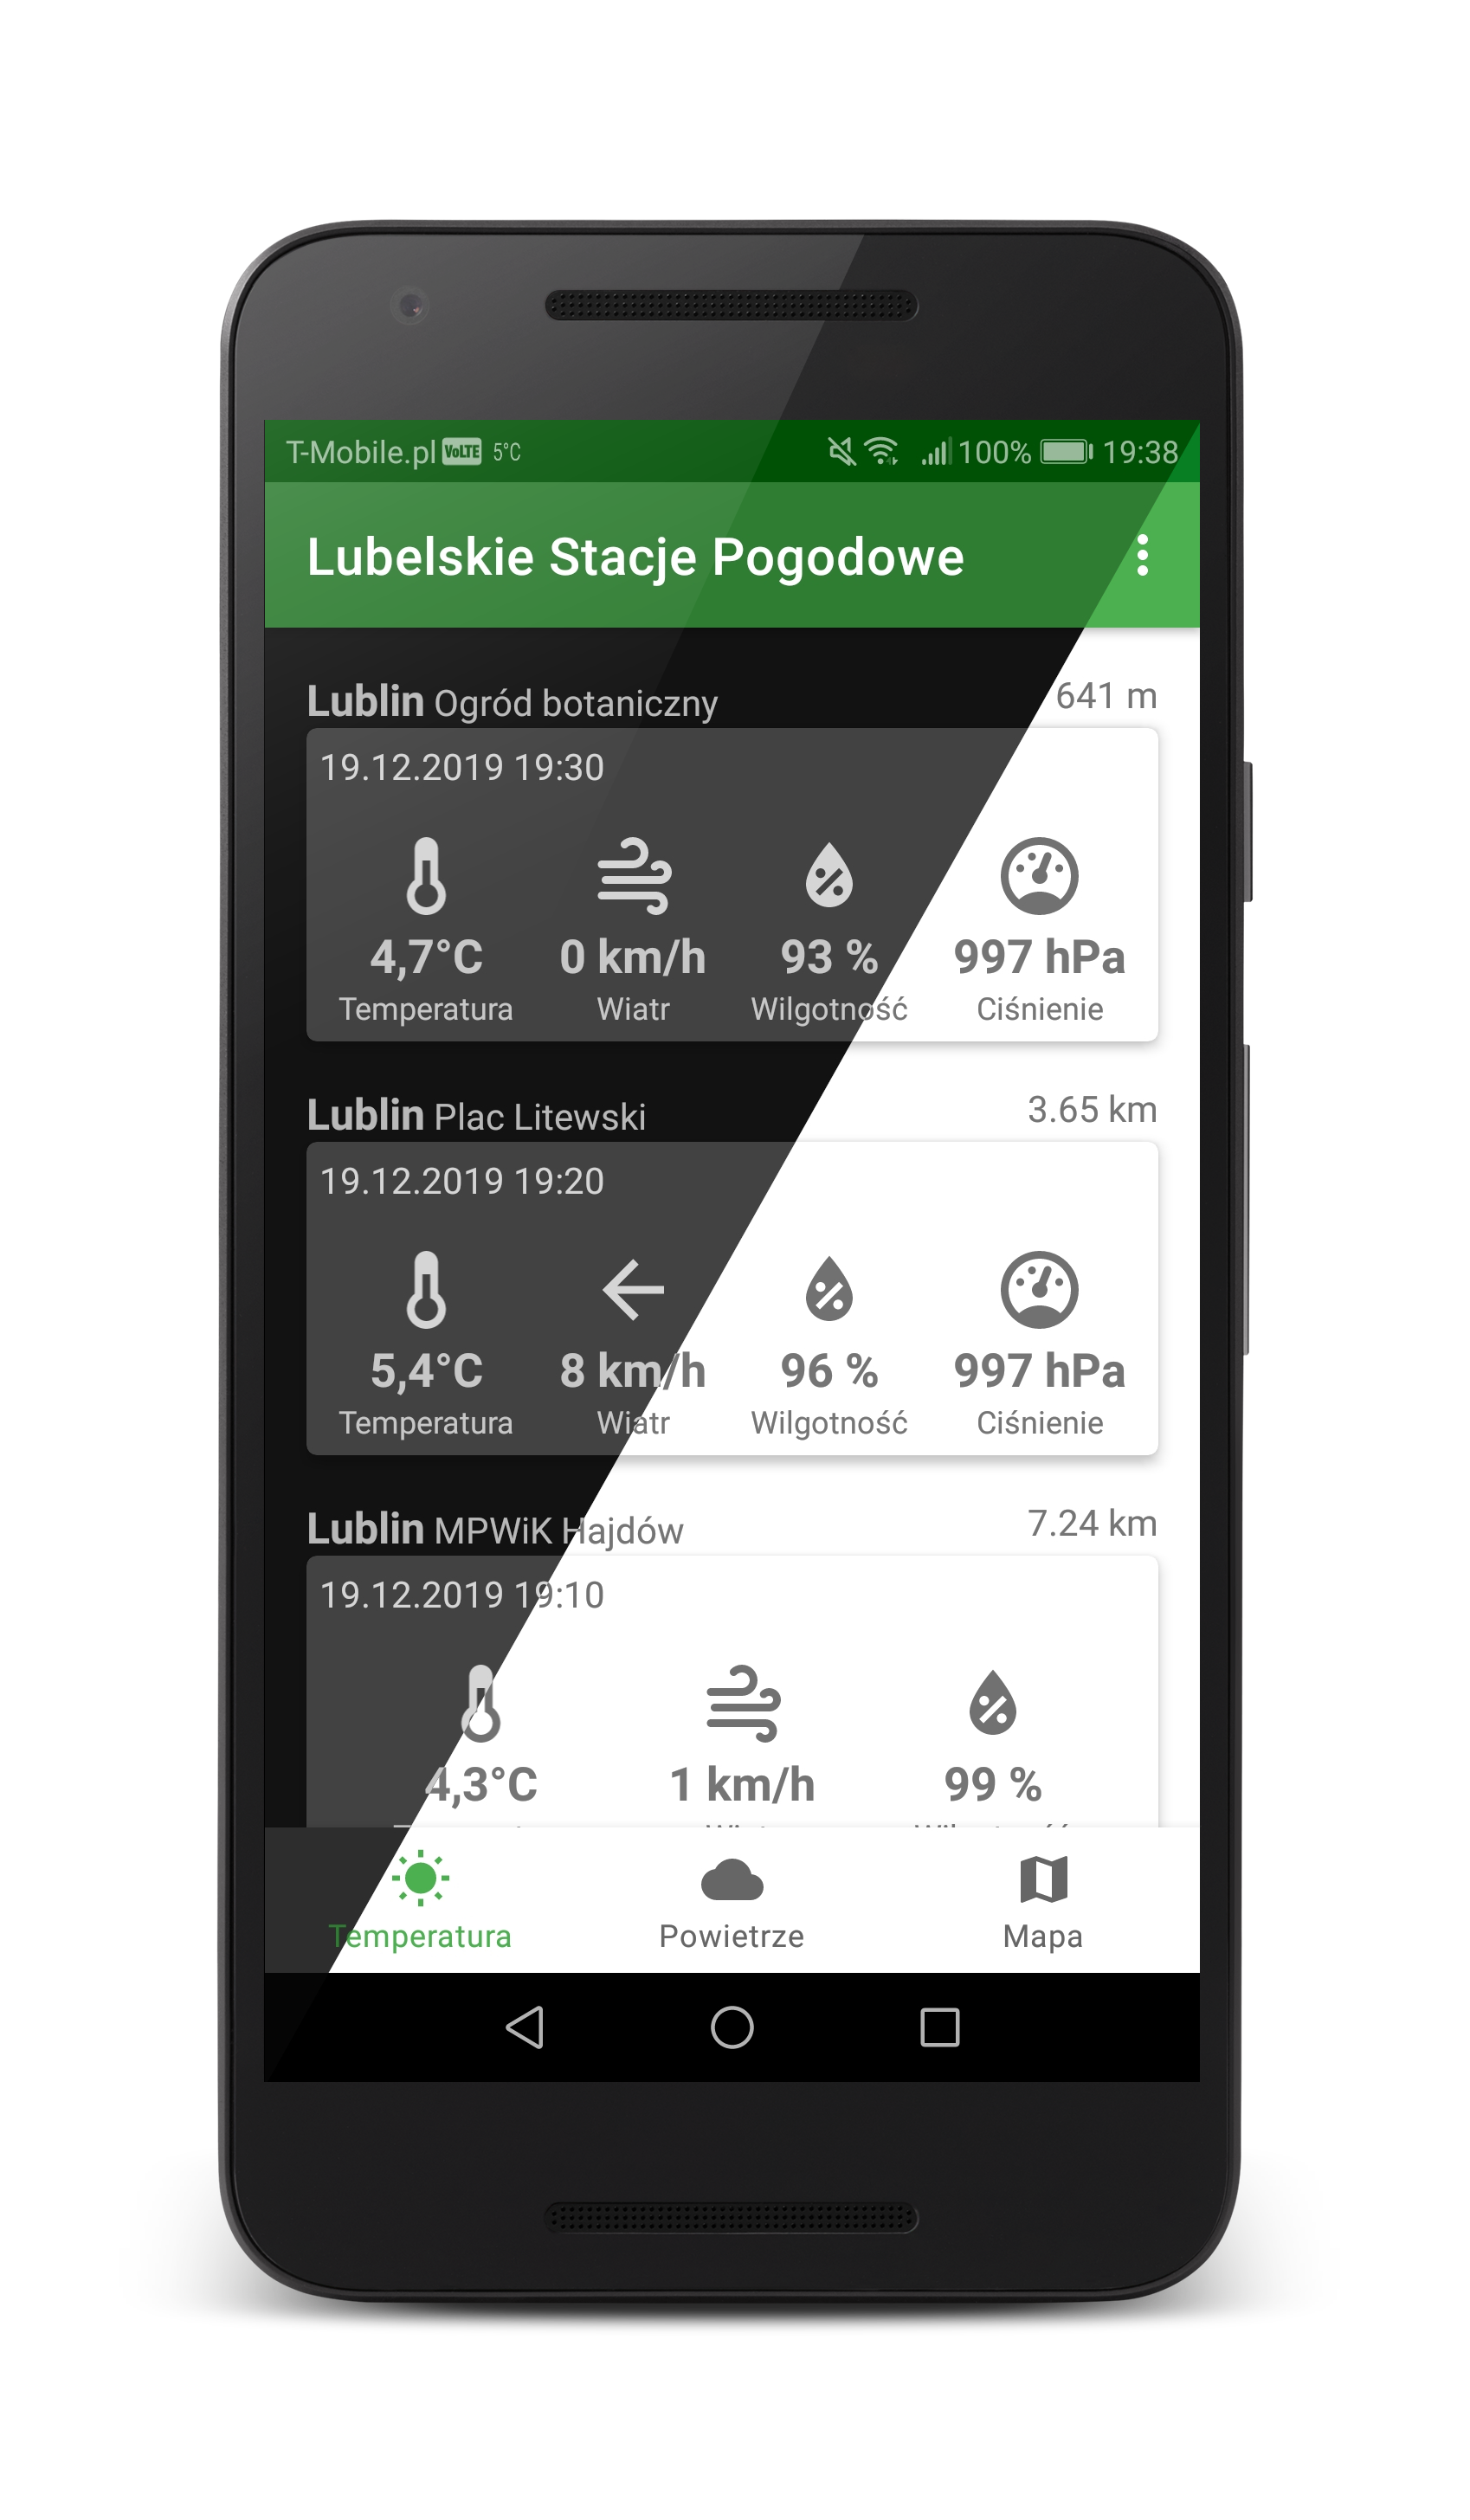 T-Mobile.pl VoLTE 5°C 100% 19:38
Lubelskie Stacje Pogodowe
Lublin Ogród botaniczny 641 m
19.12.2019 19:30
4,7°C 0 km/h 93 % 997 hPa
Temperatura Wiatr Wilgotność Ciśnienie
Lublin Plac Litewski 3.65 km
19.12.2019 19:20
5,4°C 8 km/h 96 % 997 hPa
Temperatura Wiatr Wilgotność Ciśnienie
Lublin MPWiK Hajdów 7.24 km
19.12.2019 19:10
4,3°C 1 km/h 99 %
Temperatura Powietrze Mapa